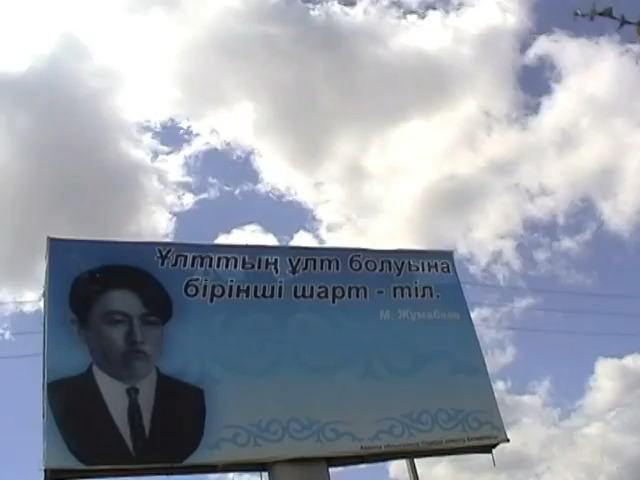 Ұлттың ұлт болуына
бірінші шарт - тіл.
М. Жұмабаев